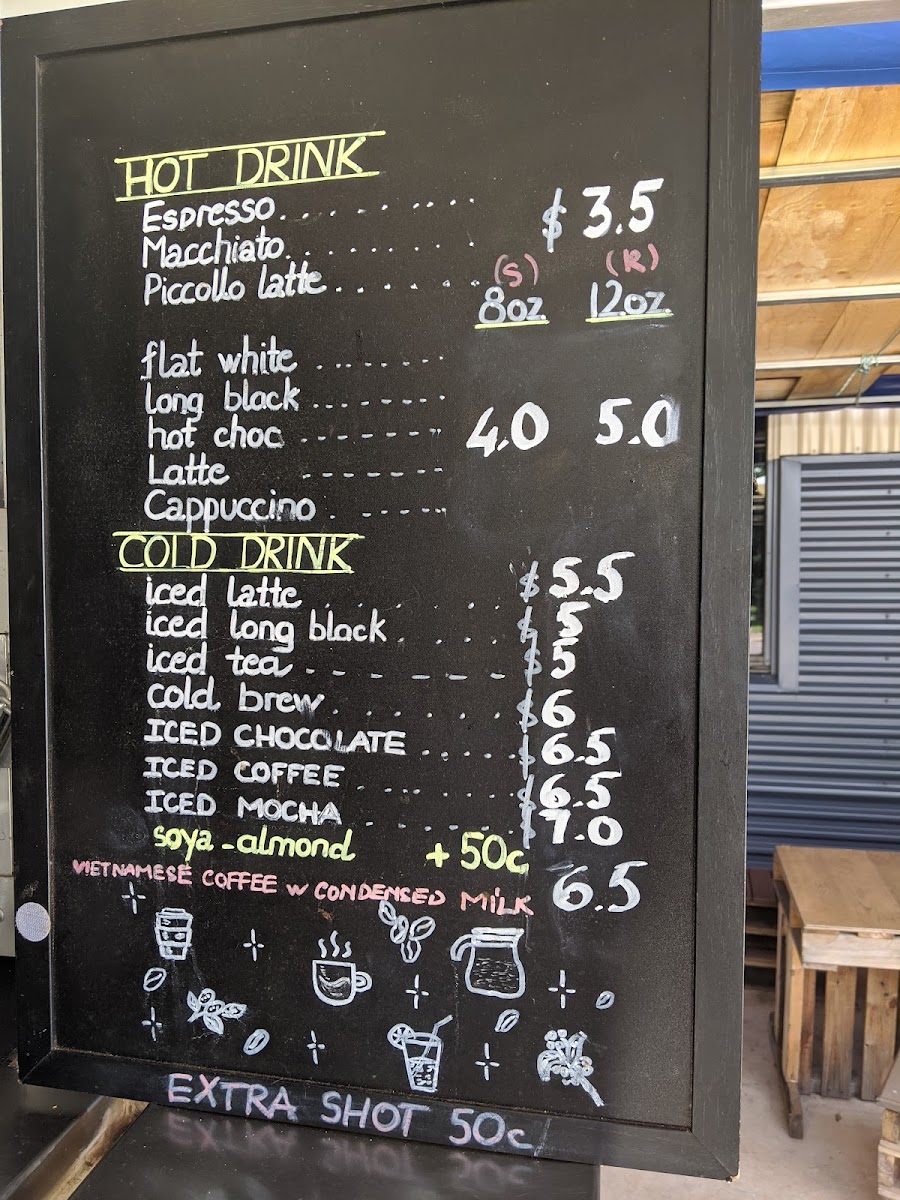 HOT DRINK
Espresso. . . . . . . . . . $ 3.5
Macchiato. . . . . . . . .
Piccollo latte. . . . . . . (S) (R)
8oz 12oz.
flat white . . . . . . . .
long black . . . . . . . .
hot choc - - - - - - - - 4.0 5.0
Latte - - - - - - - -
Cappuccino . - - - - - -
COLD DRINK
iced latte . . . . . . . $ 5.5
iced long black . . . . . $ 5
iced tea - - - - - - - $ 5
cold brew . . . . . . . $ 6
ICED CHOCOLATE . . . . . $ 6.5
ICED COFFEE . . . . . . $ 6.5
ICED MOCHA . . . . . . $ 7.0
soya - almond + 50c
VIETNAMESE COFFEE W CONDENSED MILK 6.5
EXTRA SHOT 50c